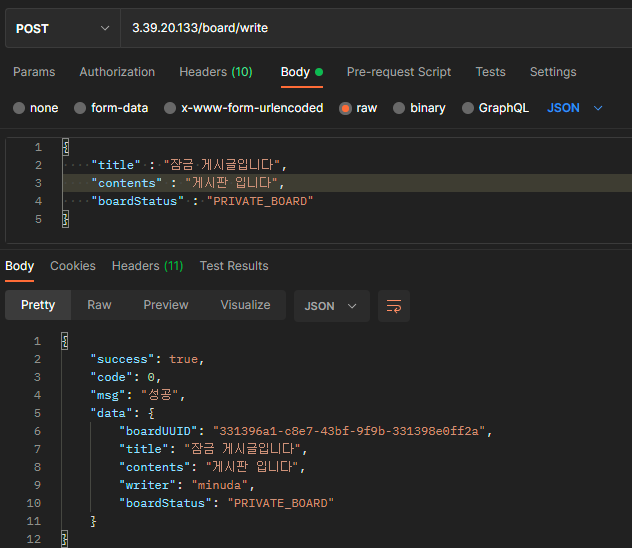 POST 3.39.20.133/board/write
Params Authorization Headers (10) Body Pre-request Script Tests Settings
none form-data x-www-form-urlencoded raw binary GraphQL JSON
1 {
2 "title" : "잠금 게시글입니다",
3 "contents" : "게시판 입니다",
4 "boardStatus" : "PRIVATE_BOARD"
5 }
Body Cookies Headers (11) Test Results
Pretty Raw Preview Visualize JSON
1 {
2 "success": true,
3 "code": 0,
4 "msg": "성공",
5 "data": {
6 "boardUUID": "331396a1-c8e7-43bf-9f9b-331398e0ff2a",
7 "title": "잠금 게시글입니다",
8 "contents": "게시판 입니다",
9 "writer": "minuda",
10 "boardStatus": "PRIVATE_BOARD"
11 }
12 }